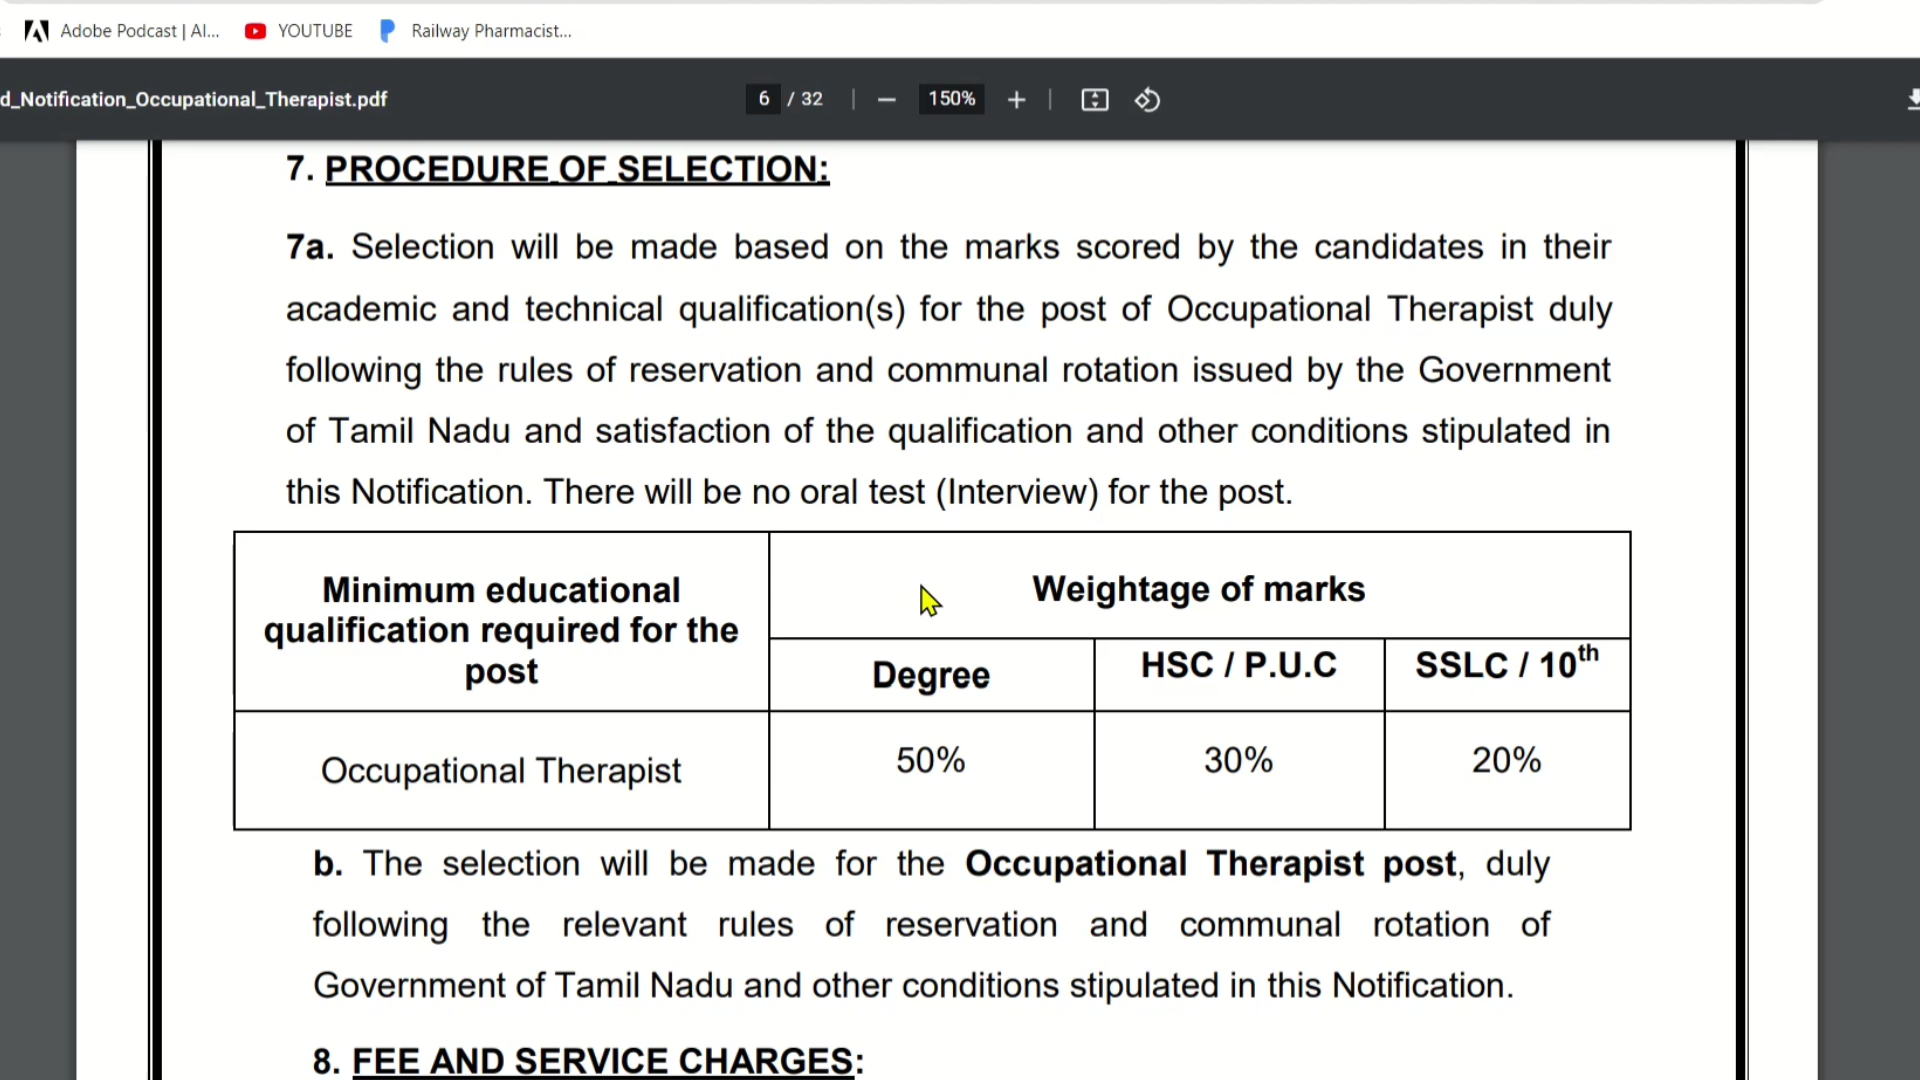 Adobe Podcast | AI...
YOUTUBE
Railway Pharmacist...
d_Notification_Occupational_Therapist.pdf
6 / 32
150%
7. PROCEDURE OF SELECTION:
7a. Selection will be made based on the marks scored by the candidates in their
academic and technical qualification(s) for the post of Occupational Therapist duly
following the rules of reservation and communal rotation issued by the Government
of Tamil Nadu and satisfaction of the qualification and other conditions stipulated in
this Notification. There will be no oral test (Interview) for the post.
Minimum educational
qualification required for the
post
Weightage of marks
Degree
HSC / P.U.C
SSLC / 10th
Occupational Therapist
50%
30%
20%
b. The selection will be made for the Occupational Therapist post, duly
following the relevant rules of reservation and communal rotation of
Government of Tamil Nadu and other conditions stipulated in this Notification.
8. FEE AND SERVICE CHARGES: